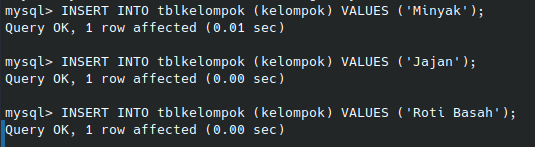 mysql> INSERT INTO tblkelompok (kelompok) VALUES ('Minyak');
Query OK, 1 row affected (0.01 sec)
mysql> INSERT INTO tblkelompok (kelompok) VALUES ('Jajan');
Query OK, 1 row affected (0.00 sec)
mysql> INSERT INTO tblkelompok (kelompok) VALUES ('Roti Basah');
Query OK, 1 row affected (0.00 sec)